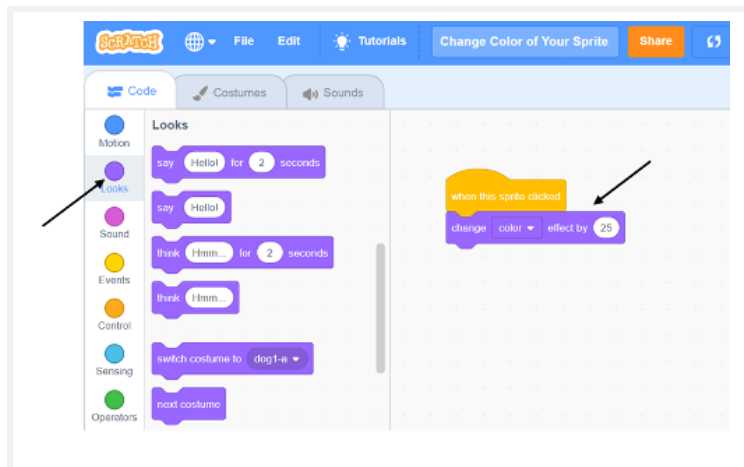 SCRATCH File Edit Tutorials Change Color of Your Sprite Share
Code Costumes Sounds
Motion
Looks
Sound
Events
Control
Sensing
Operators
Looks
say Hello! for 2 seconds
say Hello!
think Hmm... for 2 seconds
think Hmm...
switch costume to dog1-a
next costume
when this sprite clicked
change color effect by 25